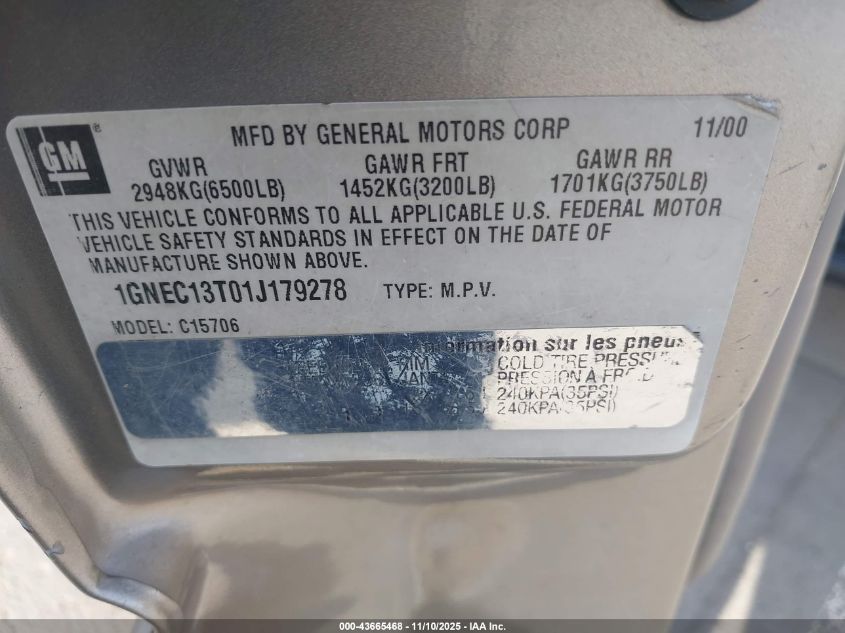 GM ®
MFD BY GENERAL MOTORS CORP 11/00
GVWR GAWR FRT GAWR RR
2948KG(6500LB) 1452KG(3200LB) 1701KG(3750LB)
THIS VEHICLE CONFORMS TO ALL APPLICABLE U.S. FEDERAL MOTOR
VEHICLE SAFETY STANDARDS IN EFFECT ON THE DATE OF
MANUFACTURE SHOWN ABOVE.
1GNEC13T01J179278 TYPE: M.P.V.
MODEL: C15706
sur les pneus
COLD TIRE
PRESSION A
240KPA(35PSI)
240KPA(35PSI)
000-43665468 - 11/10/2025 - IAA Inc.